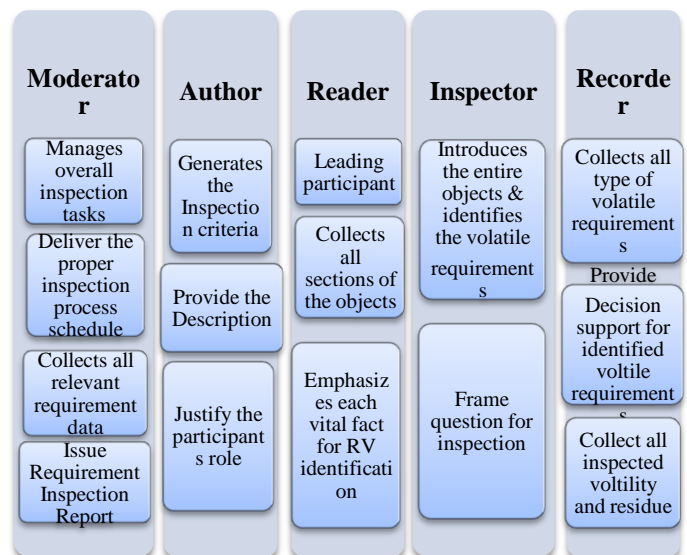 Moderato
r
Manages
overall
inspection
tasks
Deliver the
proper
inspection
process
schedule
Collects all
relevant
requirement
data
Issue
Requirement
Inspection
Report
Author
Generates
the
Inspectio
n criteria
Provide the
Description
Justify the
participant
s role
Reader
Leading
participant
Collects
all
sections of
the objects
Emphasiz
es each
vital fact
for RV
identificati
on
Inspector
Introduces
the entire
objects &
identifies
the volatile
requirement
s
Frame
question for
inspection
Recorde
r
Collects all
type of
volatile
requirement
s
Provide
Decision
support for
identified
voltile
requirement
s
Collect all
inspected
voltility
and residue